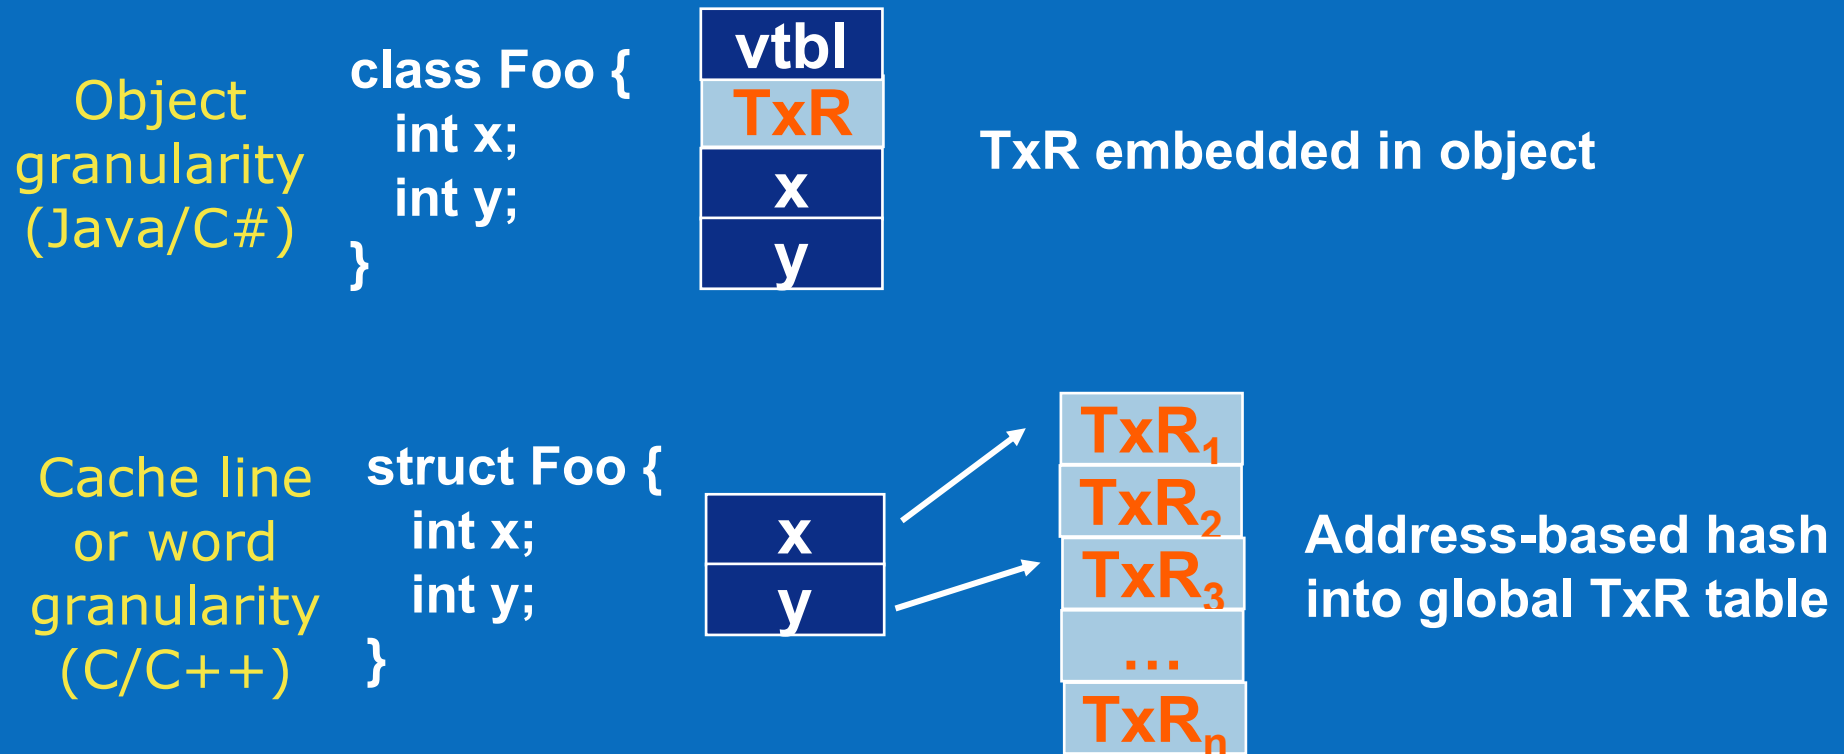 Object
granularity
(Java/C#)
class Foo {
int x;
int y;
}
vtbl
TxR
x
y
TxR embedded in object
Cache line
or word
granularity
(C/C++)
struct Foo {
int x;
int y;
}
x
y
TxR₁
TxR₂
TxR₃
...
TxRₙ
Address-based hash
into global TxR table